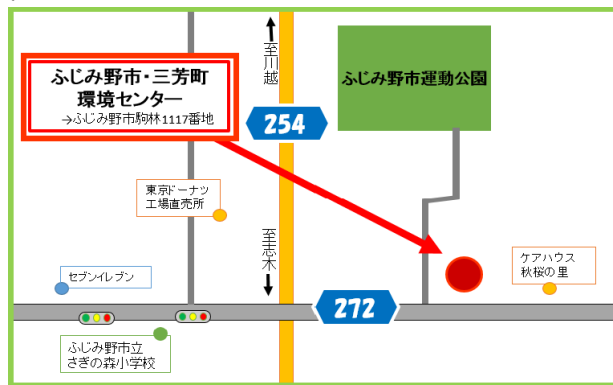 ふじみ野市・三芳町
環境センター
→ふじみ野市駒林1117番地
至川越
254
ふじみ野市運動公園
東京ドーナツ
工場直売所
至志木
セブンイレブン
ケアハウス
秋桜の里
272
ふじみ野市立
さぎの森小学校